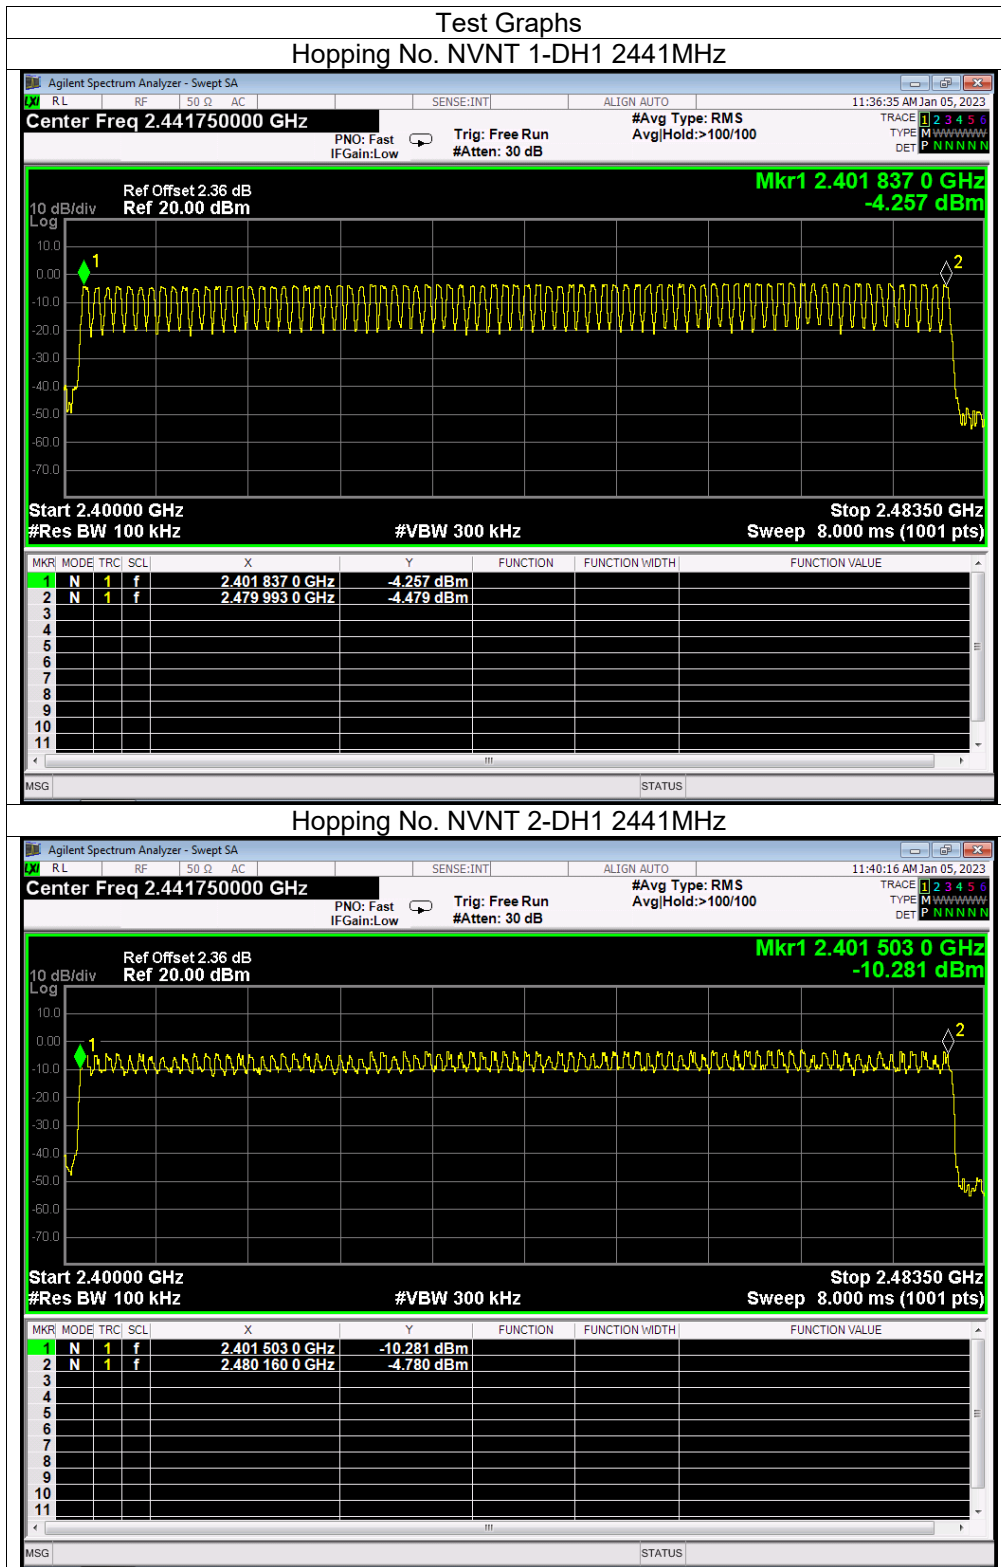 Test Graphs
Hopping No. NVNT 1-DH1 2441MHz
Agilent Spectrum Analyzer - Swept SA
LXI RL RF 50 Ω AC SENSE:INT ALIGN AUTO 11:36:35 AM Jan 05, 2023
Center Freq 2.441750000 GHz #Avg Type: RMS TRACE 1 2 3 4 5 6
PNO: Fast Trig: Free Run Avg|Hold:>100/100 TYPE M WWWWW
IFGain:Low #Atten: 30 dB DET P N N N N N
Mkr1 2.401 837 0 GHz
-4.257 dBm
Ref Offset 2.36 dB
10 dB/div Ref 20.00 dBm
Log
10.0
1 2
0.00
-10.0
-20.0
-30.0
-40.0
-50.0
-60.0
-70.0
Start 2.40000 GHz Stop 2.48350 GHz
#Res BW 100 kHz #VBW 300 kHz Sweep 8.000 ms (1001 pts)
MKR MODE TRC SCL X Y FUNCTION FUNCTION WIDTH FUNCTION VALUE
1 N 1 f 2.401 837 0 GHz -4.257 dBm
2 N 1 f 2.479 993 0 GHz -4.479 dBm
3
4
5
6
7
8
9
10
11
MSG STATUS
Hopping No. NVNT 2-DH1 2441MHz
Agilent Spectrum Analyzer - Swept SA
LXI RL RF 50 Ω AC SENSE:INT ALIGN AUTO 11:40:16 AM Jan 05, 2023
Center Freq 2.441750000 GHz #Avg Type: RMS TRACE 1 2 3 4 5 6
PNO: Fast Trig: Free Run Avg|Hold:>100/100 TYPE M WWWWW
IFGain:Low #Atten: 30 dB DET P N N N N N
Mkr1 2.401 503 0 GHz
-10.281 dBm
Ref Offset 2.36 dB
10 dB/div Ref 20.00 dBm
Log
10.0
2
0.00
1
-10.0
-20.0
-30.0
-40.0
-50.0
-60.0
-70.0
Start 2.40000 GHz Stop 2.48350 GHz
#Res BW 100 kHz #VBW 300 kHz Sweep 8.000 ms (1001 pts)
MKR MODE TRC SCL X Y FUNCTION FUNCTION WIDTH FUNCTION VALUE
1 N 1 f 2.401 503 0 GHz -10.281 dBm
2 N 1 f 2.480 160 0 GHz -4.780 dBm
3
4
5
6
7
8
9
10
11
MSG STATUS